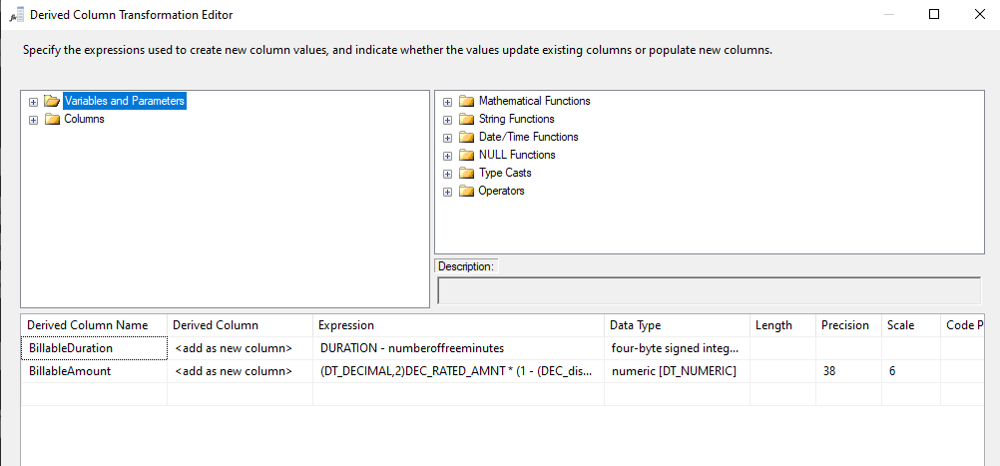 Derived Column Transformation Editor
Specify the expressions used to create new column values, and indicate whether the values update existing columns or populate new columns.
Variables and Parameters
Columns
Mathematical Functions
String Functions
Date/Time Functions
NULL Functions
Type Casts
Operators
Description:
Derived Column Name Derived Column Expression Data Type Length Precision Scale Code P
BillableDuration <add as new column> DURATION - numberoffreeminutes four-byte signed integ...
BillableAmount <add as new column> (DT_DECIMAL,2)DEC_RATED_AMNT * (1 - (DEC_dis... numeric [DT_NUMERIC] 38 6